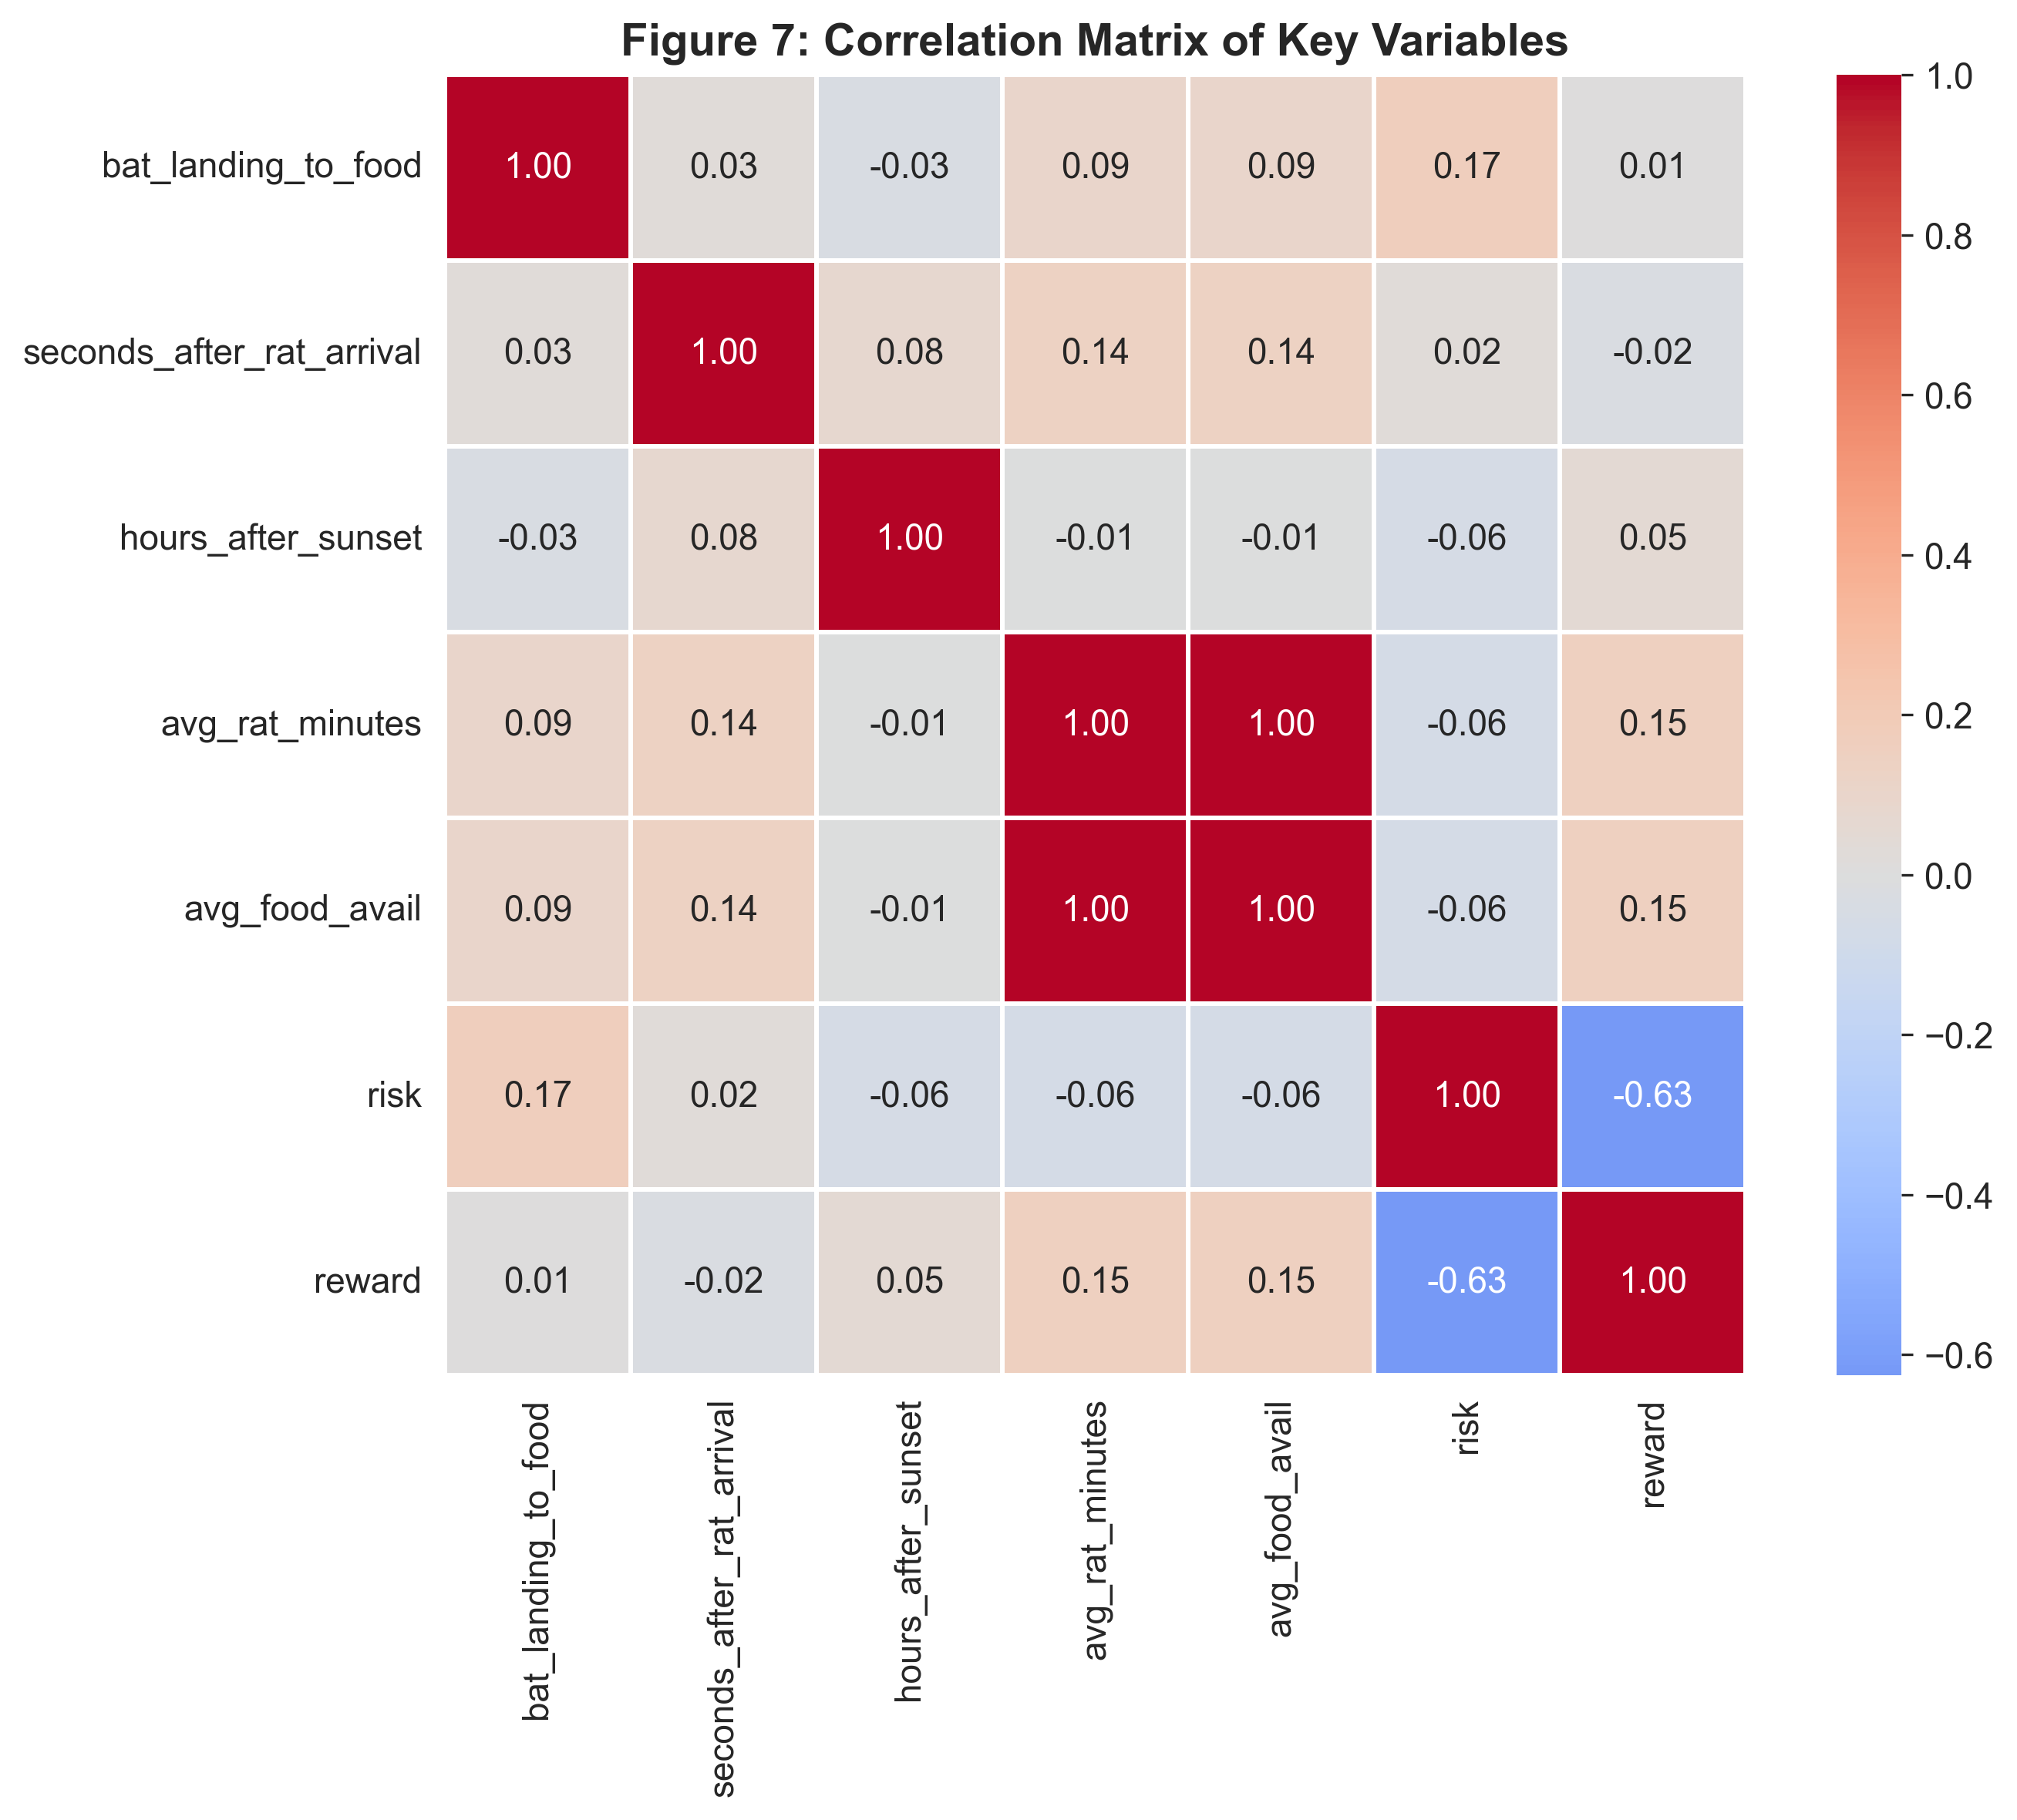 Figure 7: Correlation Matrix of Key Variables
bat_landing_to_food 1.00 0.03 -0.03 0.09 0.09 0.17 0.01
seconds_after_rat_arrival 0.03 1.00 0.08 0.14 0.14 0.02 -0.02
hours_after_sunset -0.03 0.08 1.00 -0.01 -0.01 -0.06 0.05
avg_rat_minutes 0.09 0.14 -0.01 1.00 1.00 -0.06 0.15
avg_food_avail 0.09 0.14 -0.01 1.00 1.00 -0.06 0.15
risk 0.17 0.02 -0.06 -0.06 -0.06 1.00 -0.63
reward 0.01 -0.02 0.05 0.15 0.15 -0.63 1.00
bat_landing_to_food
seconds_after_rat_arrival
hours_after_sunset
avg_rat_minutes
avg_food_avail
risk
reward
1.0
0.8
0.6
0.4
0.2
0.0
−0.2
−0.4
−0.6